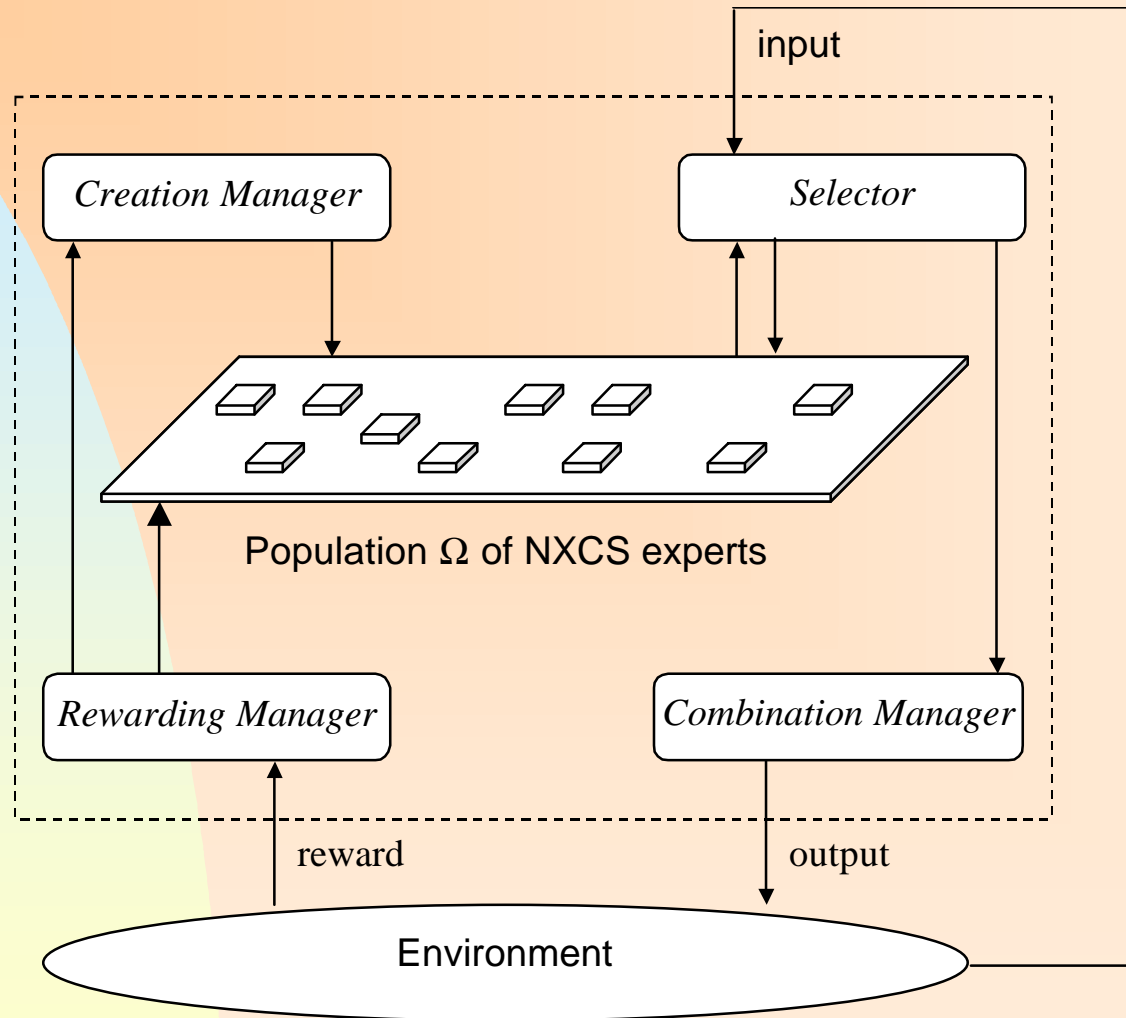 input
Creation Manager
Selector
Population Ω of NXCS experts
Rewarding Manager
Combination Manager
reward
output
Environment